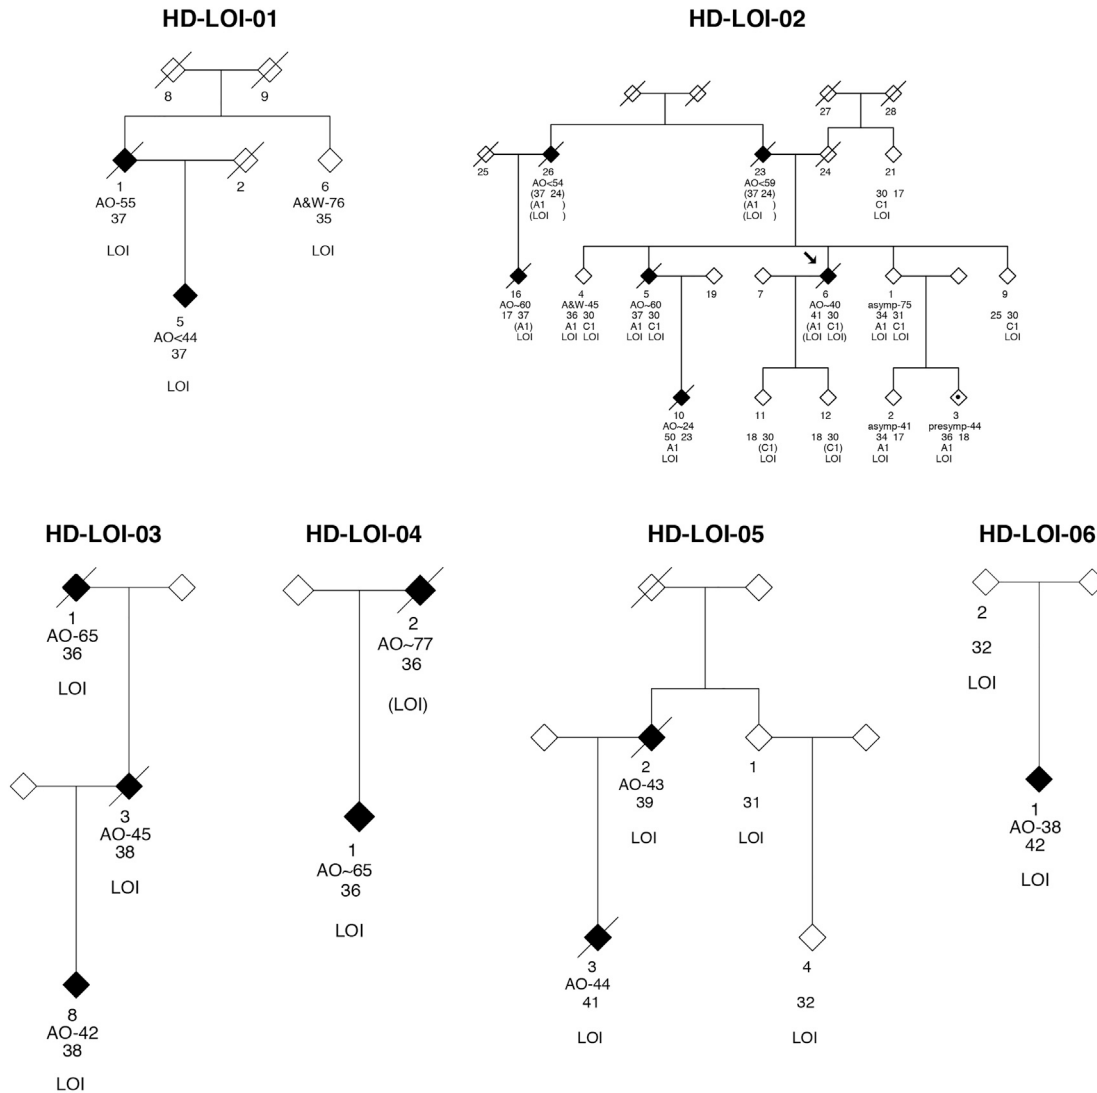 HD-LOI-01
8
9
1
AO-55
37
LOI
2
6
A&W-76
35
LOI
5
AO<44
37
LOI
HD-LOI-02
27
28
25
26
AO<54
(37 24)
(A1 )
(LOI )
23
AO<59
(37 24)
(A1 )
(LOI )
24
21
30 17
C1
LOI
16
AO~60
17 37
(A1)
LOI
4
A&W-45
36 30
A1 C1
LOI LOI
5
AO~60
37 30
A1 C1
LOI LOI
19
7
6
AO~40
41 30
(A1 C1)
(LOI LOI)
1
asymp-75
34 31
A1 C1
LOI LOI
9
25 30
C1
LOI
10
AO~24
50 23
A1
LOI
11
18 30
(C1)
LOI
12
18 30
(C1)
LOI
2
asymp-41
34 17
A1
LOI
3
presymp-44
36 18
A1
LOI
HD-LOI-03
1
AO-65
36
LOI
3
AO-45
38
LOI
8
AO-42
38
LOI
HD-LOI-04
2
AO~77
36
(LOI)
1
AO~65
36
LOI
HD-LOI-05
2
AO-43
39
LOI
1
31
LOI
3
AO-44
41
LOI
4
32
LOI
HD-LOI-06
2
32
LOI
1
AO-38
42
LOI